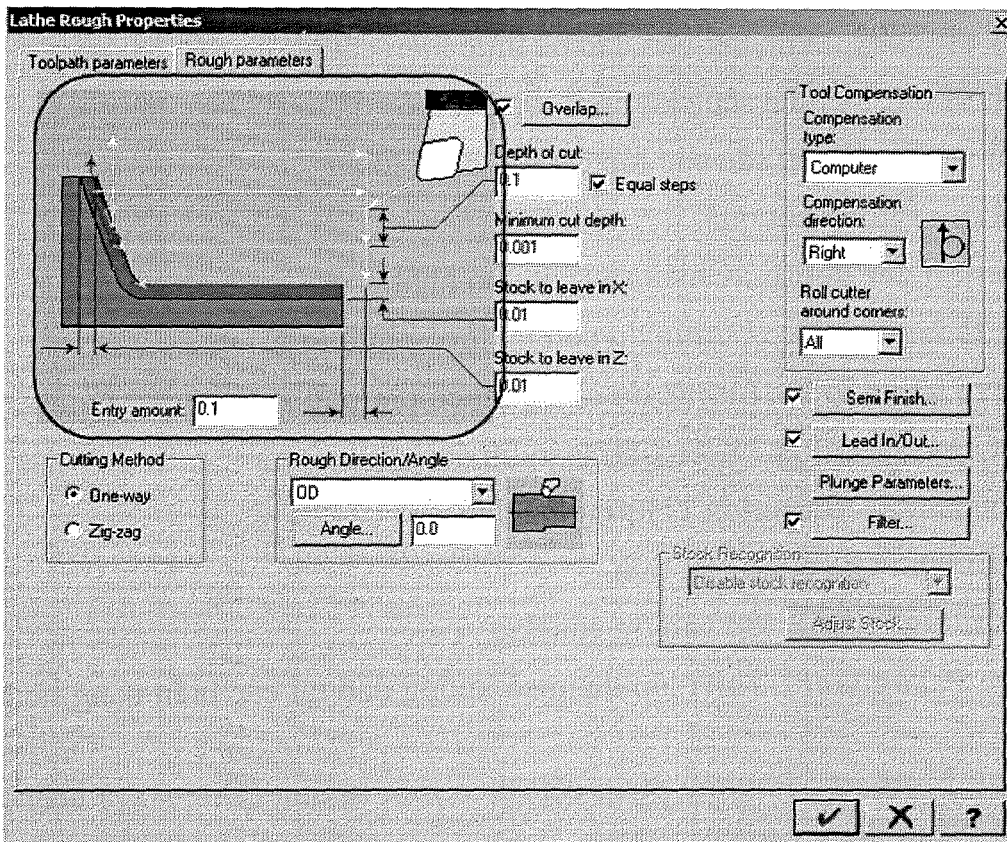 Lathe Rough Properties
Toolpath parameters
Rough parameters
Overlap...
Depth of cut:
0.1
Equal steps
Minimum cut depth:
0.001
Stock to leave in X:
0.01
Stock to leave in Z:
0.01
Entry amount: 0.1
Tool Compensation
Compensation
type:
Computer
Compensation
direction:
Right
Roll cutter
around corners:
All
Semi Finish...
Lead In/Out...
Plunge Parameters...
Filter...
Cutting Method
One-way
Zig-zag
Rough Direction/Angle
OD
Angle...
0.0
Stock Recognition
Disable stock recognition
Adjust Stock...
?